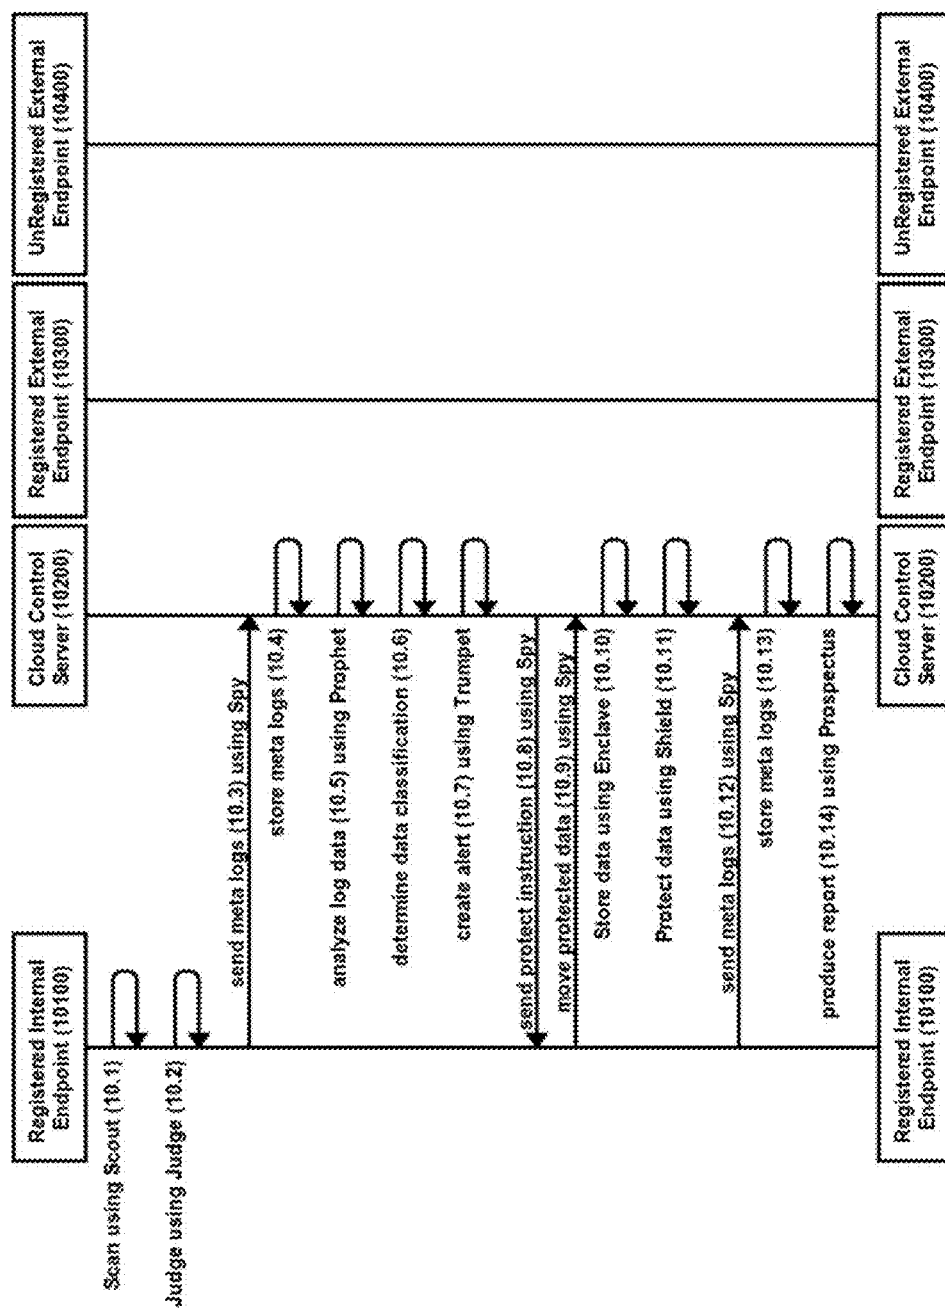 Registered Internal
Endpoint (10100)
Cloud Control
Server (10200)
Registered External
Endpoint (10300)
UnRegistered External
Endpoint (10400)
Scan using Scout (10.1)
Judge using Judge (10.2)
send meta logs (10.3) using Spy
store meta logs (10.4)
analyze log data (10.5) using Prophet
determine data classification (10.6)
create alert (10.7) using Trumpet
send protect instruction (10.8) using Spy
move protected data (10.9) using Spy
Store data using Enclave (10.10)
Protect data using Shield (10.11)
send meta logs (10.12) using Spy
store meta logs (10.13)
produce report (10.14) using Prospectus
Registered Internal
Endpoint (10100)
Cloud Control
Server (10200)
Registered External
Endpoint (10300)
UnRegistered External
Endpoint (10400)